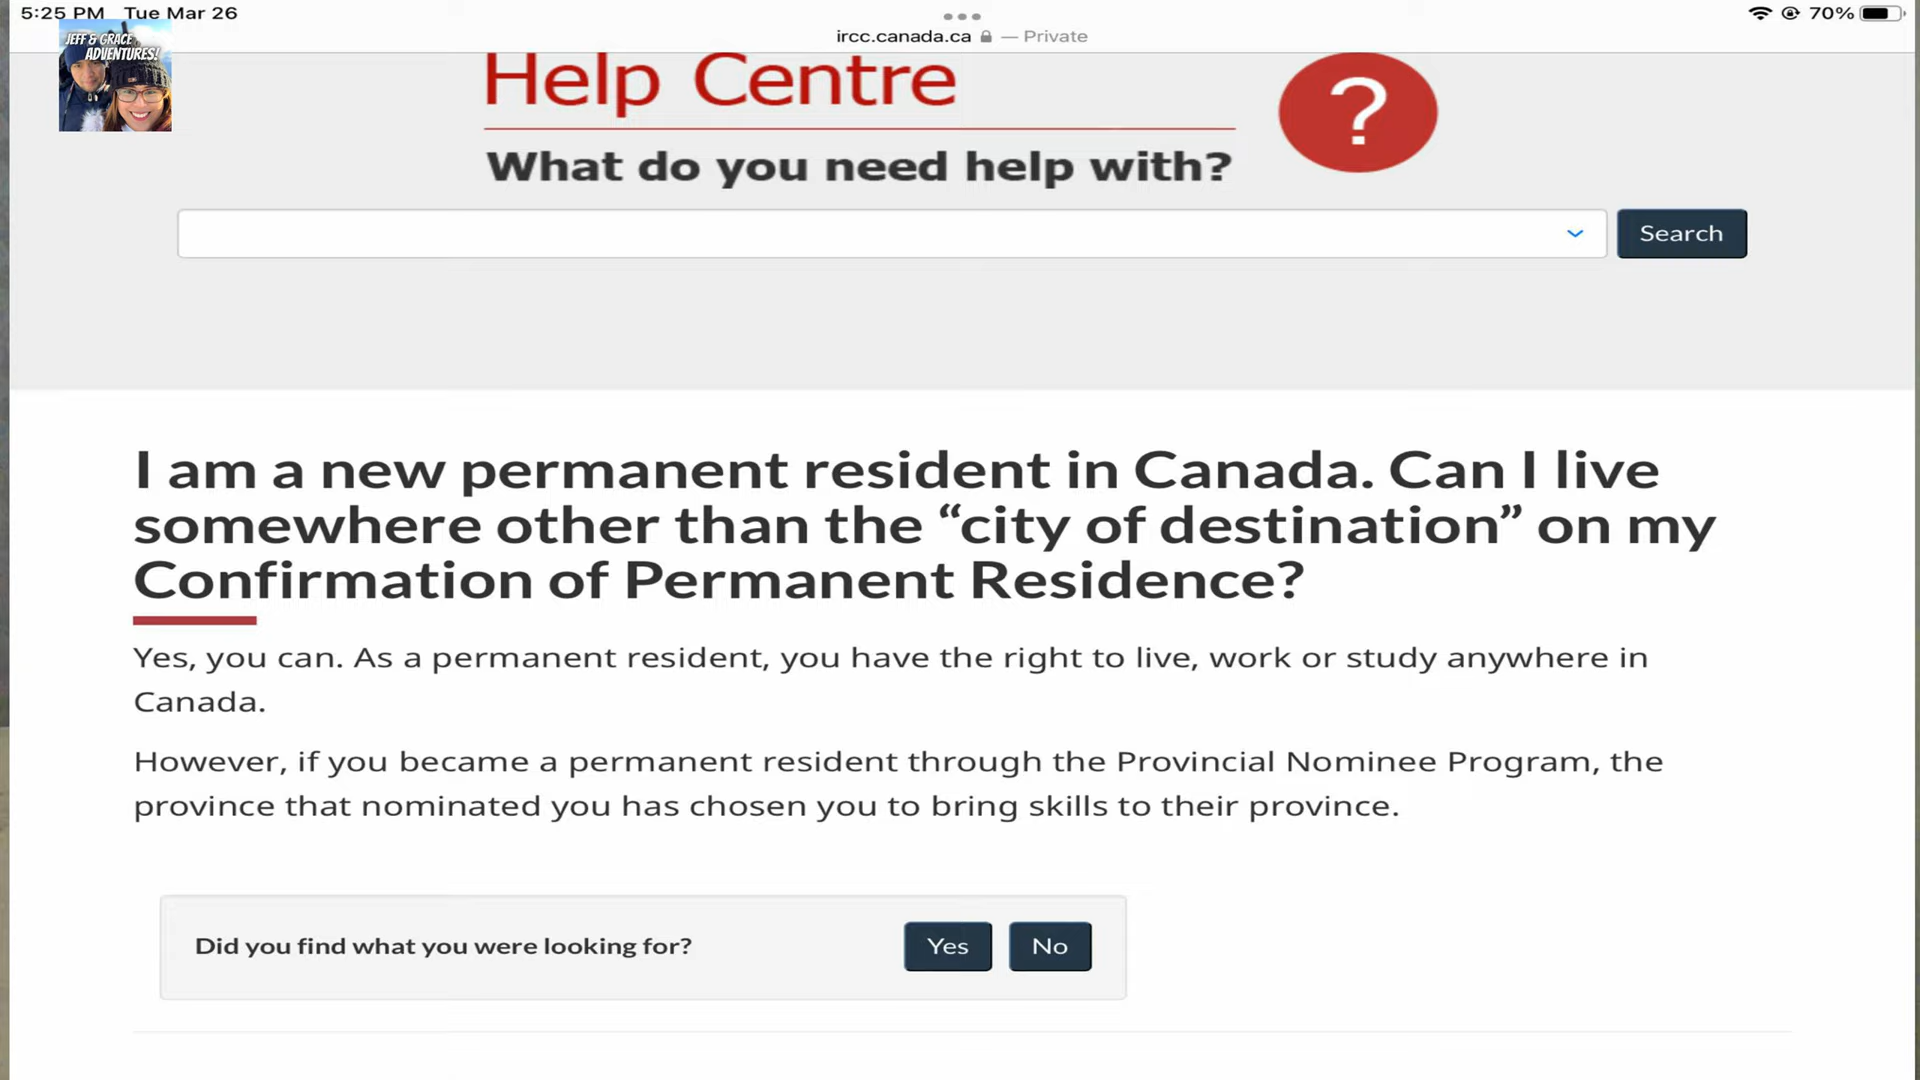 5:25 PM Tue Mar 26
70%
JEFF & GRACE
ADVENTURES!
ircc.canada.ca — Private
Help Centre
?
What do you need help with?
Search
I am a new permanent resident in Canada. Can I live
somewhere other than the “city of destination” on my
Confirmation of Permanent Residence?
Yes, you can. As a permanent resident, you have the right to live, work or study anywhere in
Canada.
However, if you became a permanent resident through the Provincial Nominee Program, the
province that nominated you has chosen you to bring skills to their province.
Did you find what you were looking for?
Yes No